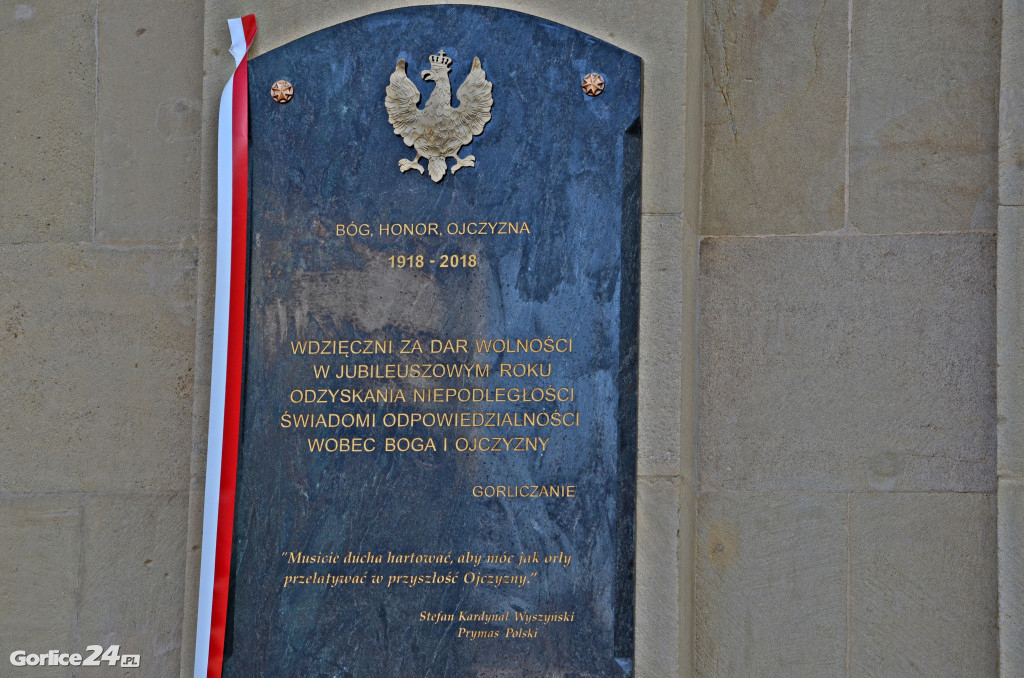 BÓG, HONOR, OJCZYZNA
1918 - 2018
WDZIĘCZNI ZA DAR WOLNOŚCI
W JUBILEUSZOWYM ROKU
ODZYSKANIA NIEPODLEGŁOŚCI
ŚWIADOMI ODPOWIEDZIALNOŚCI
WOBEC BOGA I OJCZYZNY
GORLICZANIE
"Musicie ducha hartować, aby móc jak orły
przelatywać w przyszłość Ojczyzny."
Stefan Kardynał Wyszyński
Prymas Polski
Gorlice24.PL